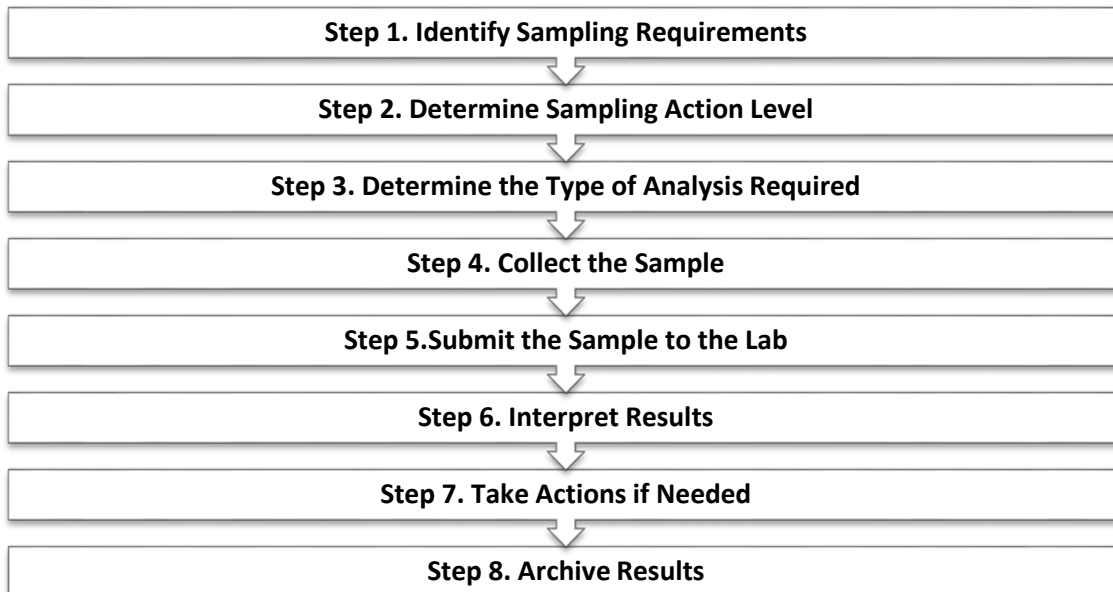 Step 1. Identify Sampling Requirements
Step 2. Determine Sampling Action Level
Step 3. Determine the Type of Analysis Required
Step 4. Collect the Sample
Step 5.Submit the Sample to the Lab
Step 6. Interpret Results
Step 7. Take Actions if Needed
Step 8. Archive Results